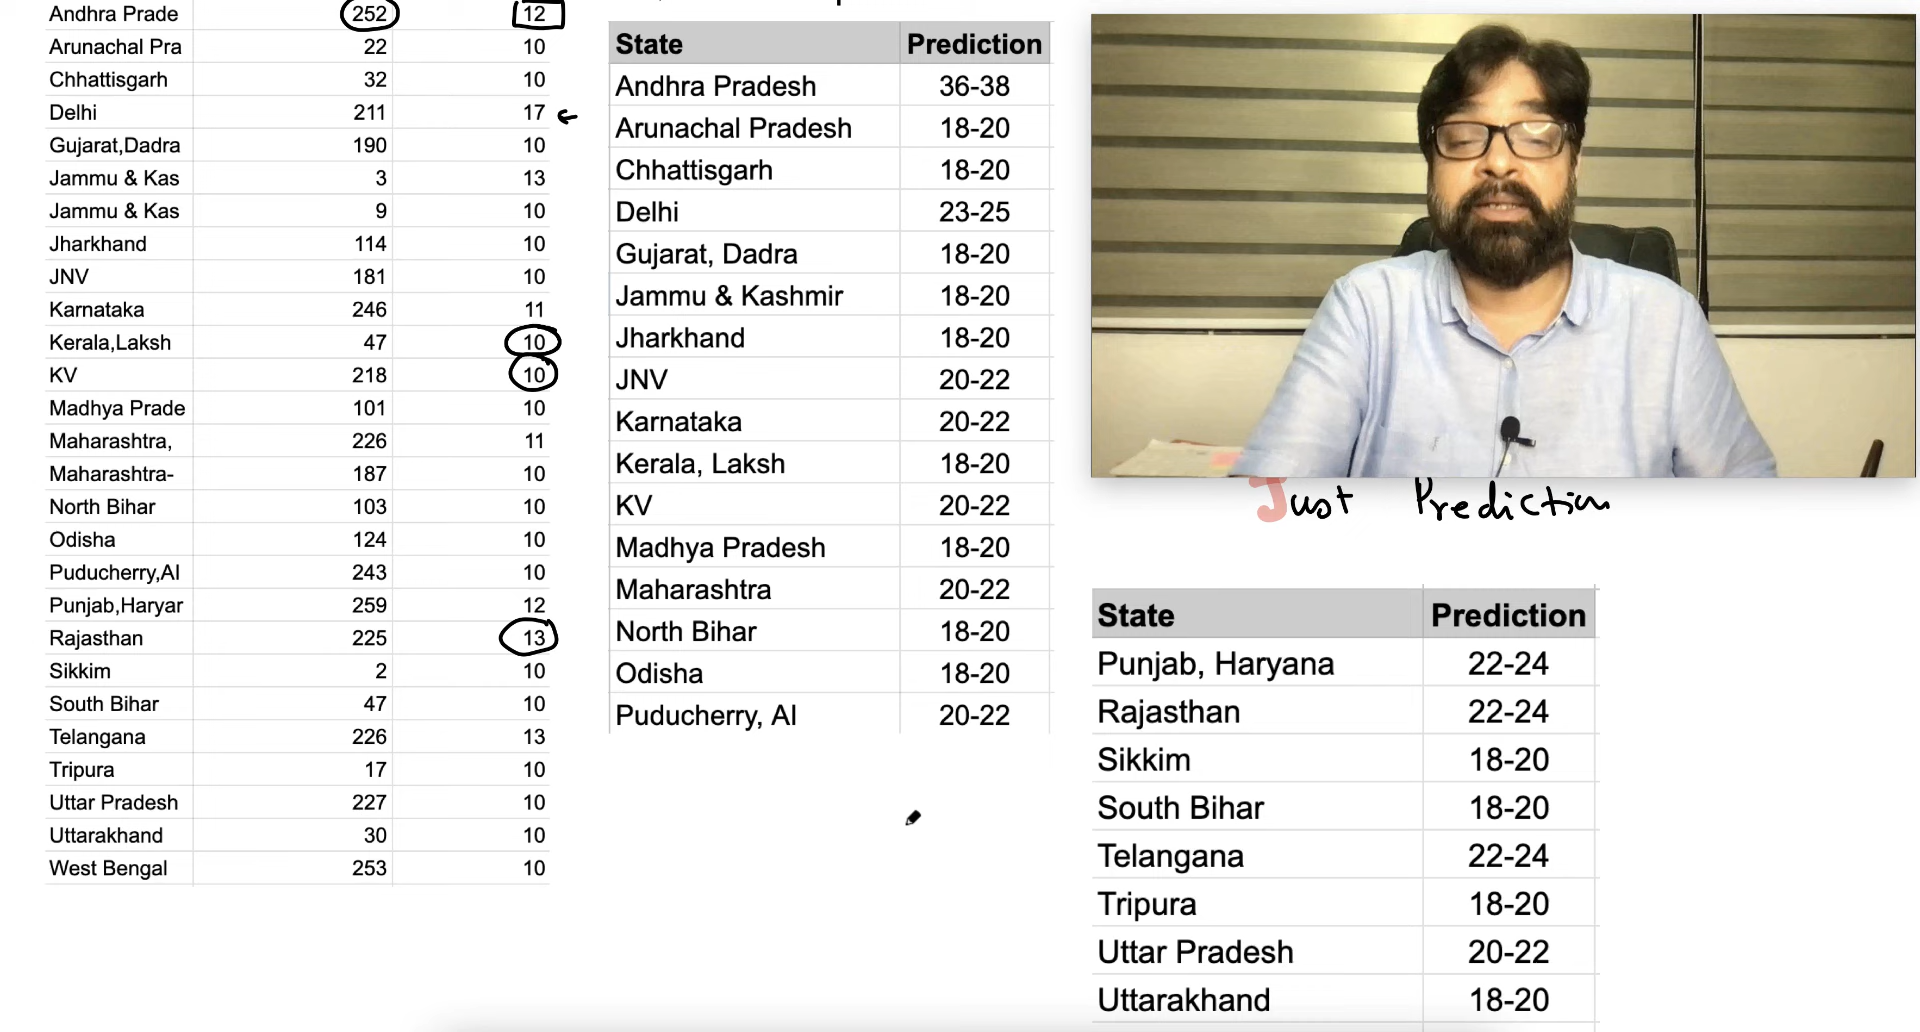 Andhra Prade 252 12
Arunachal Pra 22 10
Chhattisgarh 32 10
Delhi 211 17
Gujarat,Dadra 190 10
Jammu & Kas 3 13
Jammu & Kas 9 10
Jharkhand 114 10
JNV 181 10
Karnataka 246 11
Kerala,Laksh 47 10
KV 218 10
Madhya Prade 101 10
Maharashtra, 226 11
Maharashtra- 187 10
North Bihar 103 10
Odisha 124 10
Puducherry,Al 243 10
Punjab,Haryar 259 12
Rajasthan 225 13
Sikkim 2 10
South Bihar 47 10
Telangana 226 13
Tripura 17 10
Uttar Pradesh 227 10
Uttarakhand 30 10
West Bengal 253 10
State Prediction
Andhra Pradesh 36-38
Arunachal Pradesh 18-20
Chhattisgarh 18-20
Delhi 23-25
Gujarat, Dadra 18-20
Jammu & Kashmir 18-20
Jharkhand 18-20
JNV 20-22
Karnataka 20-22
Kerala, Laksh 18-20
KV 20-22
Madhya Pradesh 18-20
Maharashtra 20-22
North Bihar 18-20
Odisha 18-20
Puducherry, Al 20-22
Just Prediction
State Prediction
Punjab, Haryana 22-24
Rajasthan 22-24
Sikkim 18-20
South Bihar 18-20
Telangana 22-24
Tripura 18-20
Uttar Pradesh 20-22
Uttarakhand 18-20